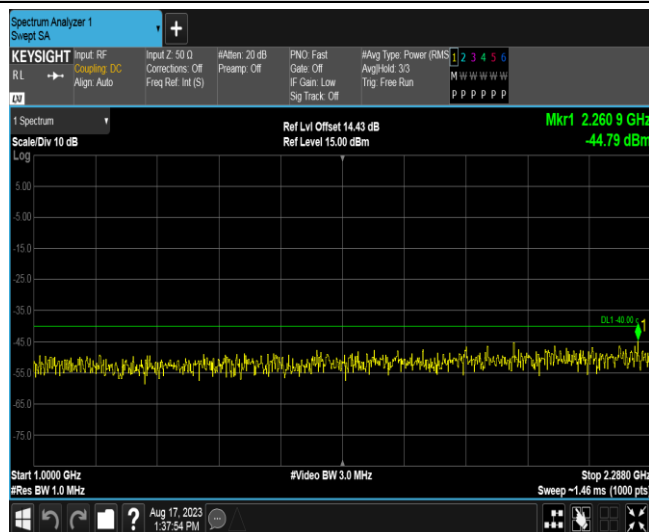 Spectrum Analyzer 1
Swept SA
+
KEYSIGHT
RL
LXI
Input: RF
Coupling: DC
Align: Auto
Input Z: 50 Ω
Corrections: Off
Freq Ref: Int (S)
#Atten: 20 dB
Preamp: Off
PNO: Fast
Gate: Off
IF Gain: Low
Sig Track: Off
#Avg Type: Power (RMS
Avg|Hold: 3/3
Trig: Free Run
1 2 3 4 5 6
M W W W W W
P P P P P P
1 Spectrum
Scale/Div 10 dB
Log
Ref Lvl Offset 14.43 dB
Ref Level 15.00 dBm
Mkr1 2.260 9 GHz
-44.79 dBm
5.00
-5.00
-15.0
-25.0
-35.0
DL1 -40.00
1
-45.0
-55.0
-65.0
-75.0
Start 1.0000 GHz
#Res BW 1.0 MHz
#Video BW 3.0 MHz
Stop 2.2880 GHz
Sweep ~1.46 ms (1000 pts)
?
Aug 17, 2023
1:37:54 PM